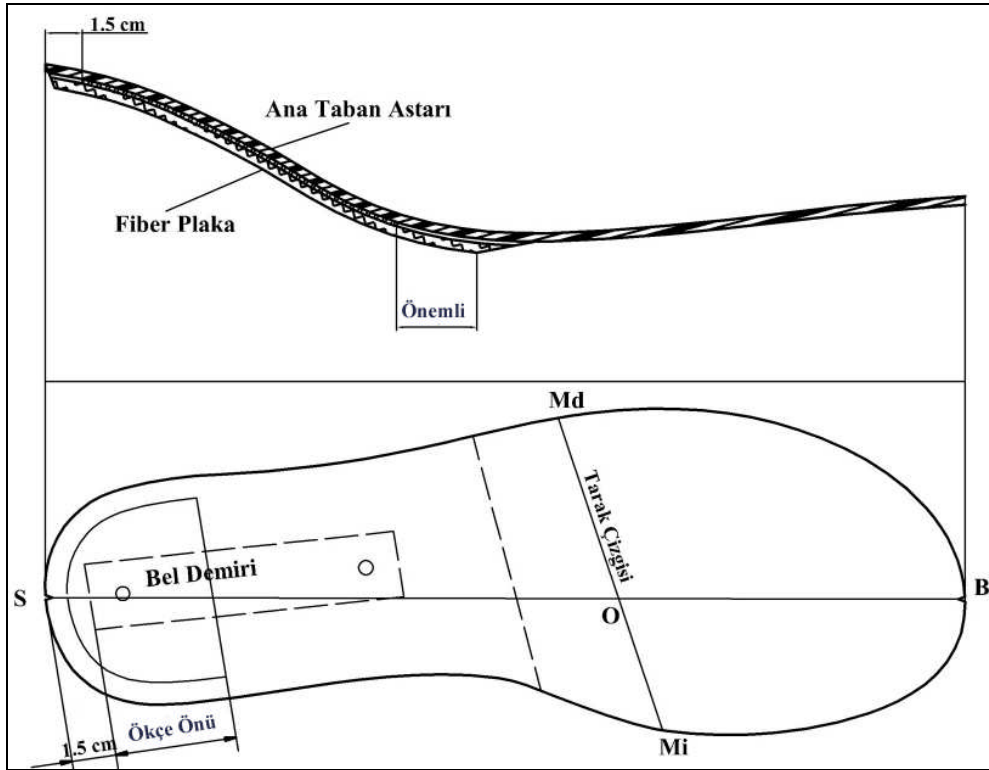 1.5 cm
Ana Taban Astarı
Fiber Plaka
Önemli
Md
Tarak Çizgisi
Bel Demiri
S
B
O
Ökçe Önü
1.5 cm
Mi